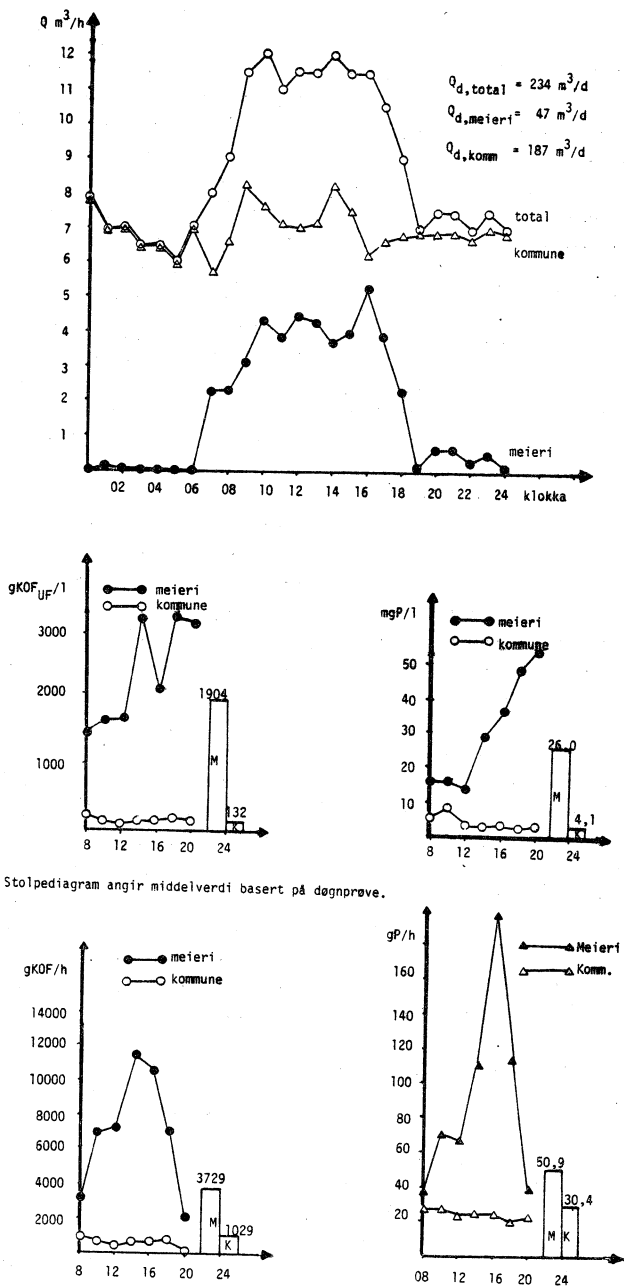 Q m³/h
12
11
10
9
8
7
6
5
4
3
2
1
Q_d,total = 234 m³/d
Q_d,meieri = 47 m³/d
Q_d,komm = 187 m³/d
total
kommune
meieri
02 04 06 08 10 12 14 16 18 20 22 24 klokka
gKOF_UF/l
meieri
kommune
3000
2000
1000
1904
M
132
K
8 12 16 20 24
mgP/l
meieri
kommune
50
40
30
20
10
26,0
M
4,1
K
8 12 16 20 24
Stolpediagram angir middelverdi basert på døgnprøve.
gKOF/h
meieri
kommune
14000
12000
10000
8000
6000
4000
2000
3729
M
1029
K
8 12 16 20 24
gP/h
Meieri
Komm.
160
140
120
100
80
60
40
20
50,9
M
30,4
K
08 12 16 20 24